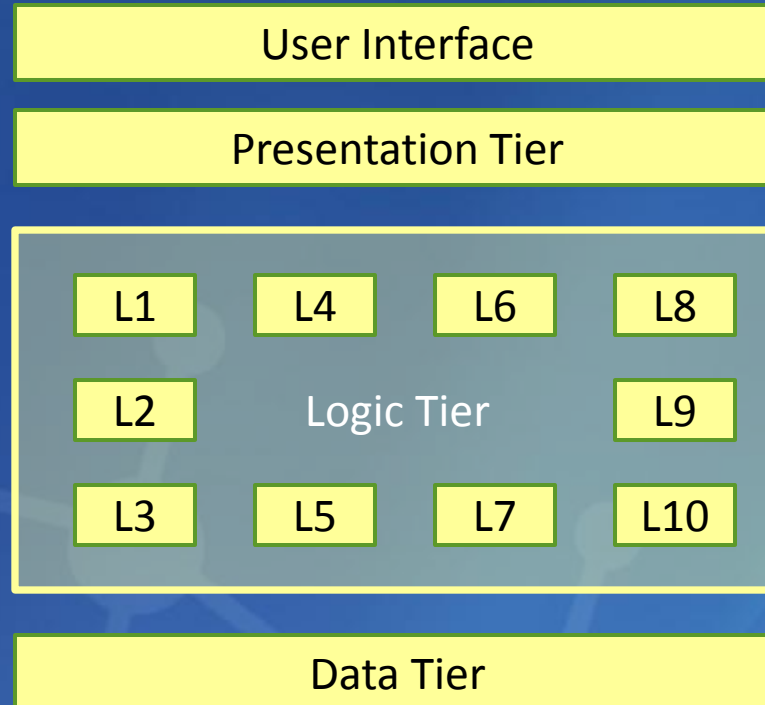 User Interface
Presentation Tier
L1 L4 L6 L8
L2 Logic Tier L9
L3 L5 L7 L10
Data Tier